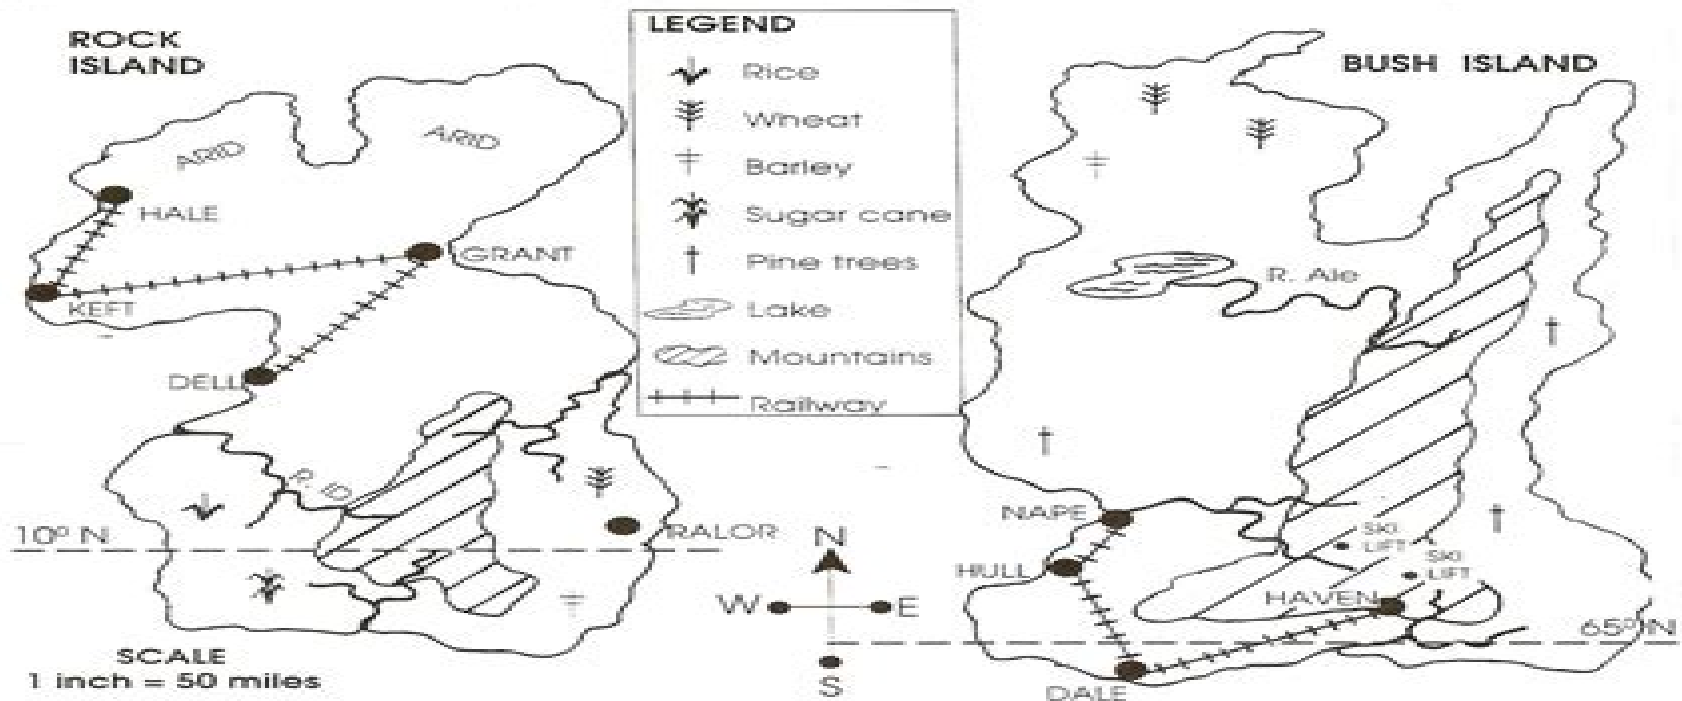 ROCK
ISLAND
ARID
ARID
HALE
GRANT
KEFT
DELL
R. ID
10° N
RALOR
SCALE
1 inch = 50 miles
LEGEND
Rice
Wheat
Barley
Sugar cane
Pine trees
Lake
Mountains
Railway
N
W
E
S
BUSH ISLAND
R. Ale
NAPE
SKI
LIFT
SKI
LIFT
HULL
HAVEN
65° N
DALE